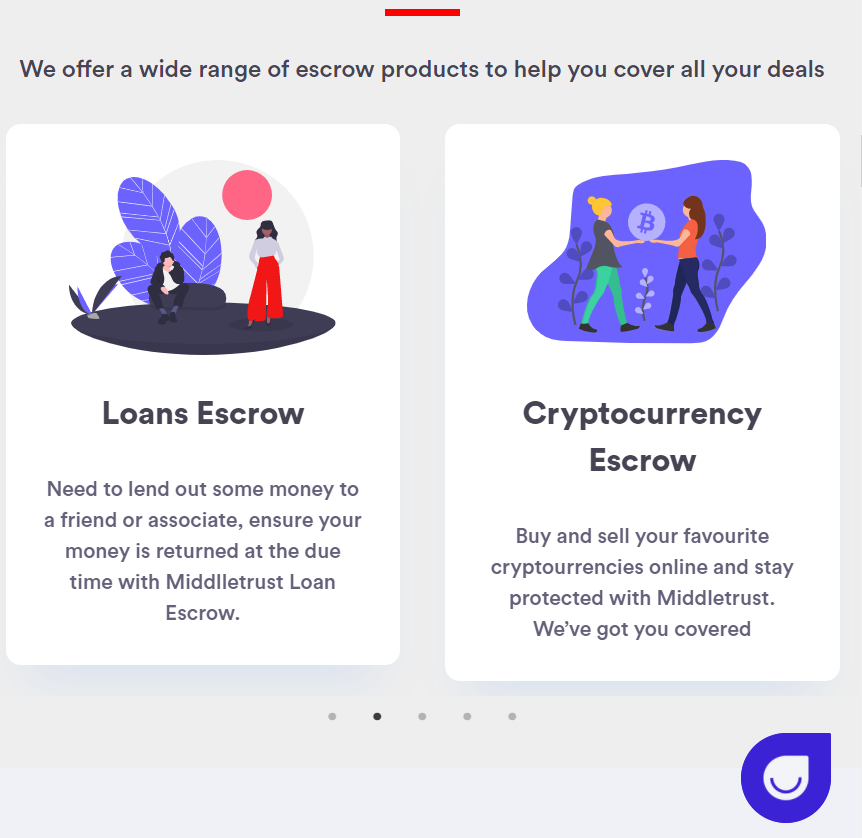 We offer a wide range of escrow products to help you cover all your deals
Loans Escrow
Need to lend out some money to
a friend or associate, ensure your
money is returned at the due
time with Middlletrust Loan
Escrow.
Cryptocurrency
Escrow
Buy and sell your favourite
cryptourrencies online and stay
protected with Middletrust.
We've got you covered